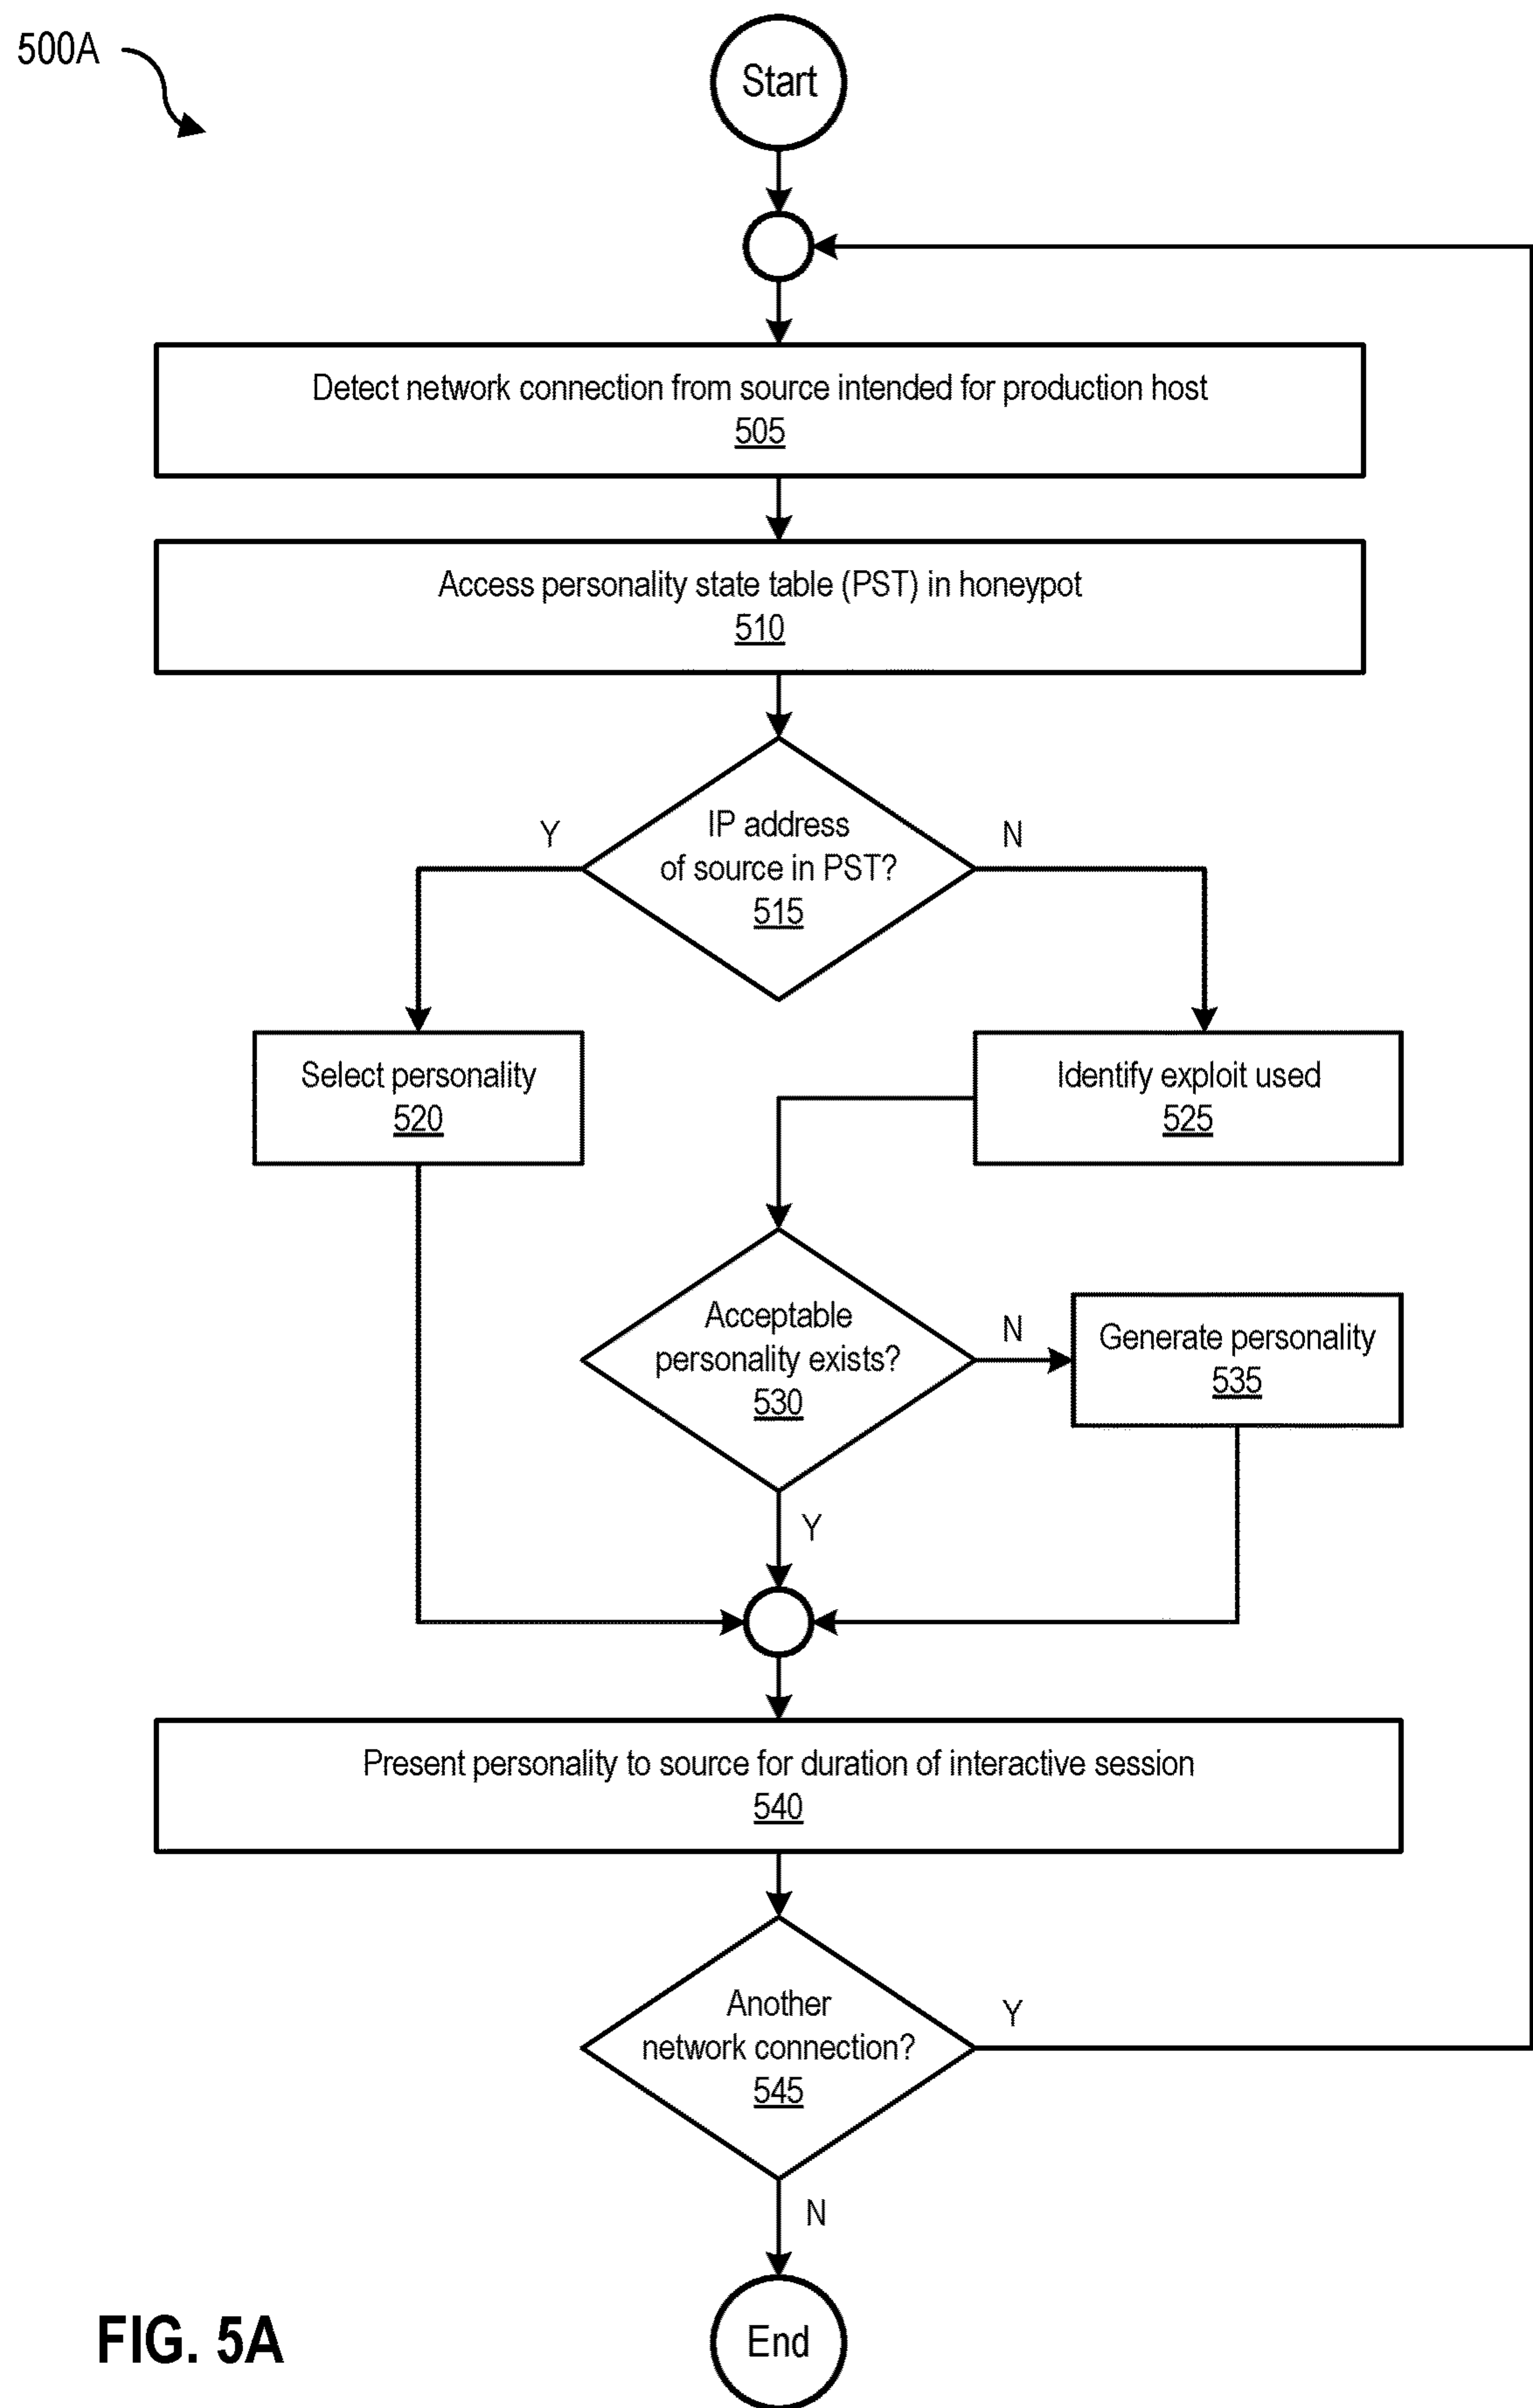 500A
Start
Detect network connection from source intended for production host
505
Access personality state table (PST) in honeypot
510
IP address
of source in PST?
515
Y
N
Select personality
520
Identify exploit used
525
Acceptable
personality exists?
530
N
Generate personality
535
Y
Present personality to source for duration of interactive session
540
Another
network connection?
545
Y
N
End
FIG. 5A